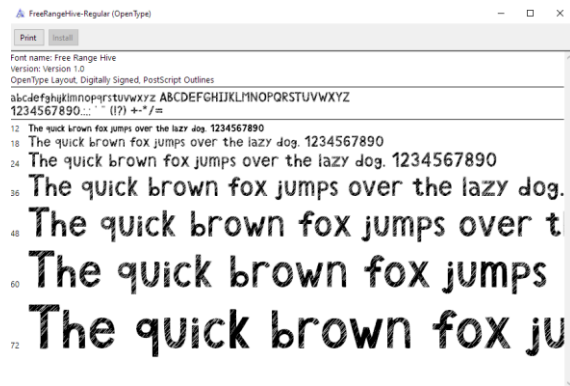 FreeRangeHive-Regular (OpenType)
Print Install
Font name: Free Range Hive
Version: Version 1.0
OpenType Layout, Digitally Signed, PostScript Outlines
abcdefghijklmnopqrstuvwxyz ABCDEFGHIJKLMNOPQRSTUVWXYZ
1234567890.:,; ' " (!?) +-*/=
12 The quick brown fox jumps over the lazy dog. 1234567890
18 The quick brown fox jumps over the lazy dog. 1234567890
24 The quick brown fox jumps over the lazy dog. 1234567890
36 The quick brown fox jumps over the lazy dog.
48 The quick brown fox jumps over t
60 The quick brown fox jumps
72 The quick brown fox ju